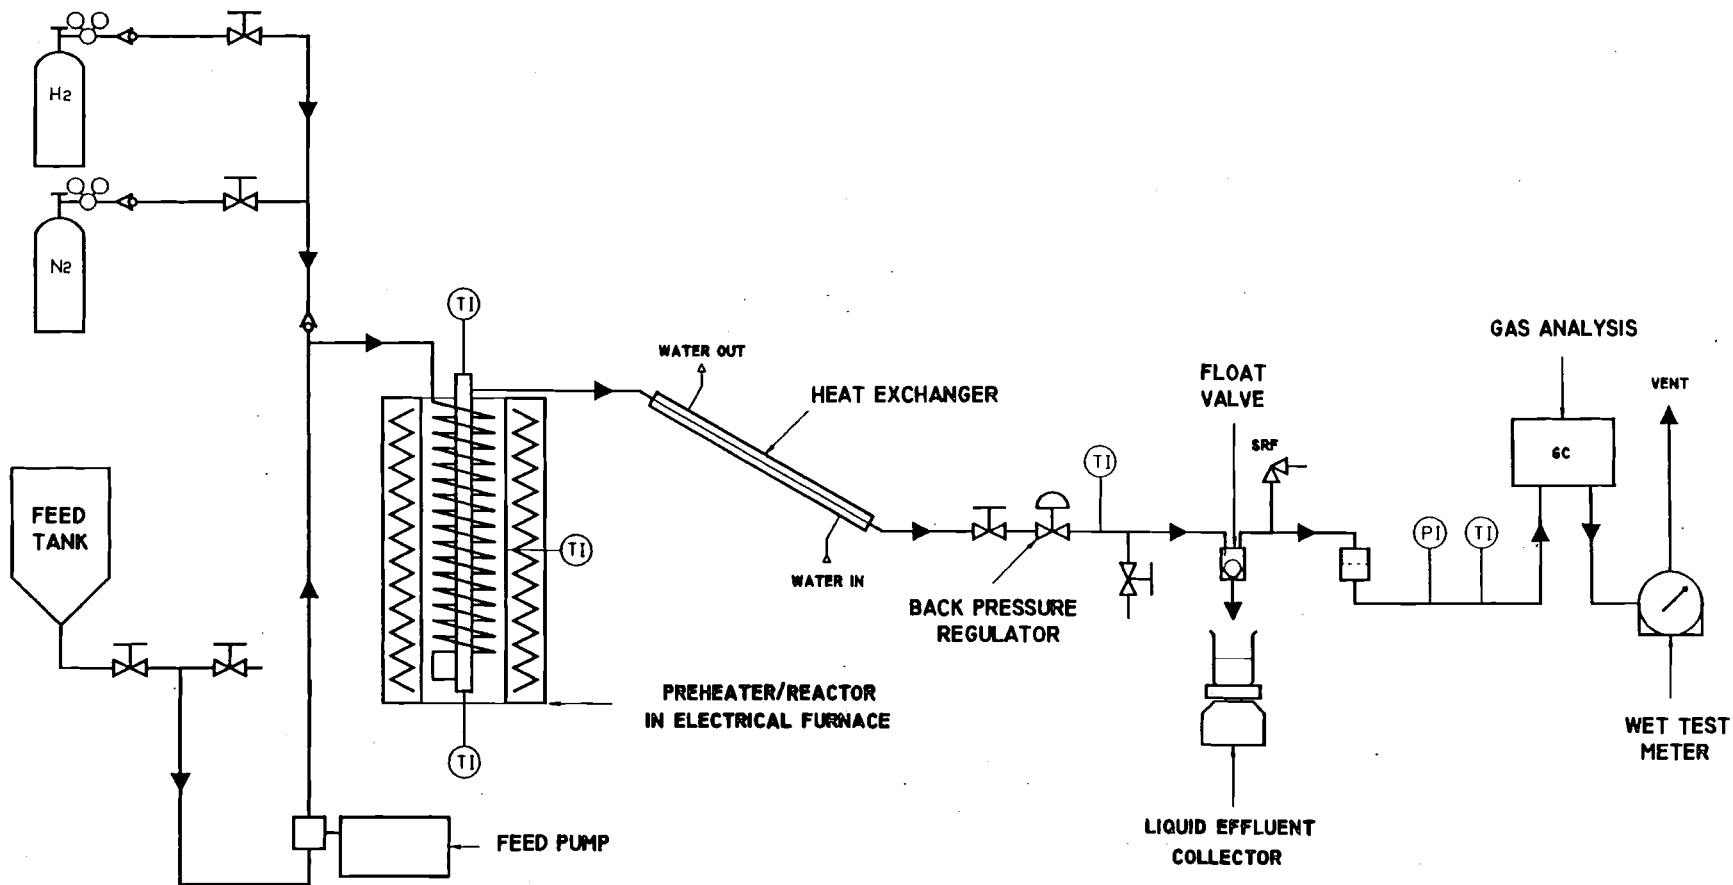 H2
N2
TI
GAS ANALYSIS
WATER OUT
FLOAT
VALVE
VENT
HEAT EXCHANGER
SRF
GC
TI
FEED
TANK
PI
TI
TI
WATER IN
BACK PRESSURE
REGULATOR
PREHEATER/REACTOR
IN ELECTRICAL FURNACE
WET TEST
METER
TI
LIQUID EFFLUENT
COLLECTOR
FEED PUMP